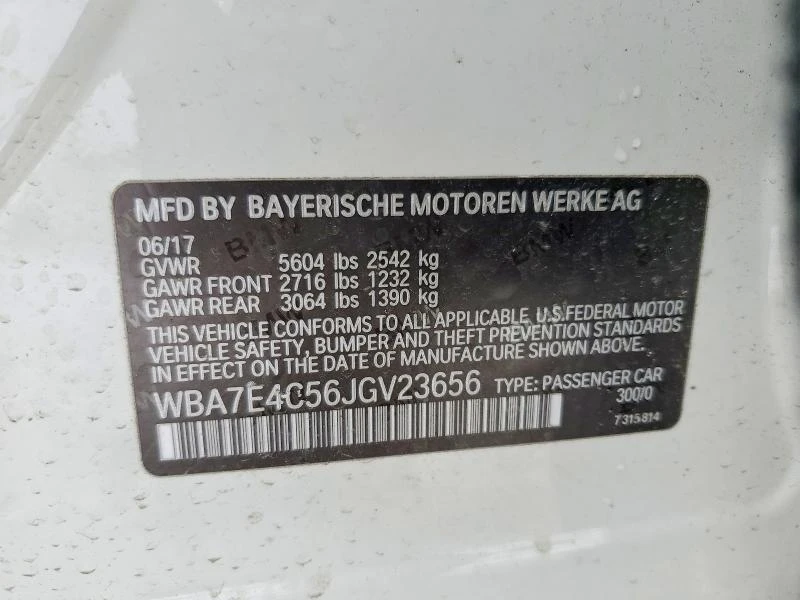 MFD BY BAYERISCHE MOTOREN WERKE AG
06/17
GVWR 5604 lbs 2542 kg
GAWR FRONT 2716 lbs 1232 kg
GAWR REAR 3064 lbs 1390 kg
THIS VEHICLE CONFORMS TO ALL APPLICABLE U.S.FEDERAL MOTOR
VEHICLE SAFETY, BUMPER AND THEFT PREVENTION STANDARDS
IN EFFECT ON THE DATE OF MANUFACTURE SHOWN ABOVE.
WBA7E4C56JGV23656 TYPE: PASSENGER CAR
300/0
7315814